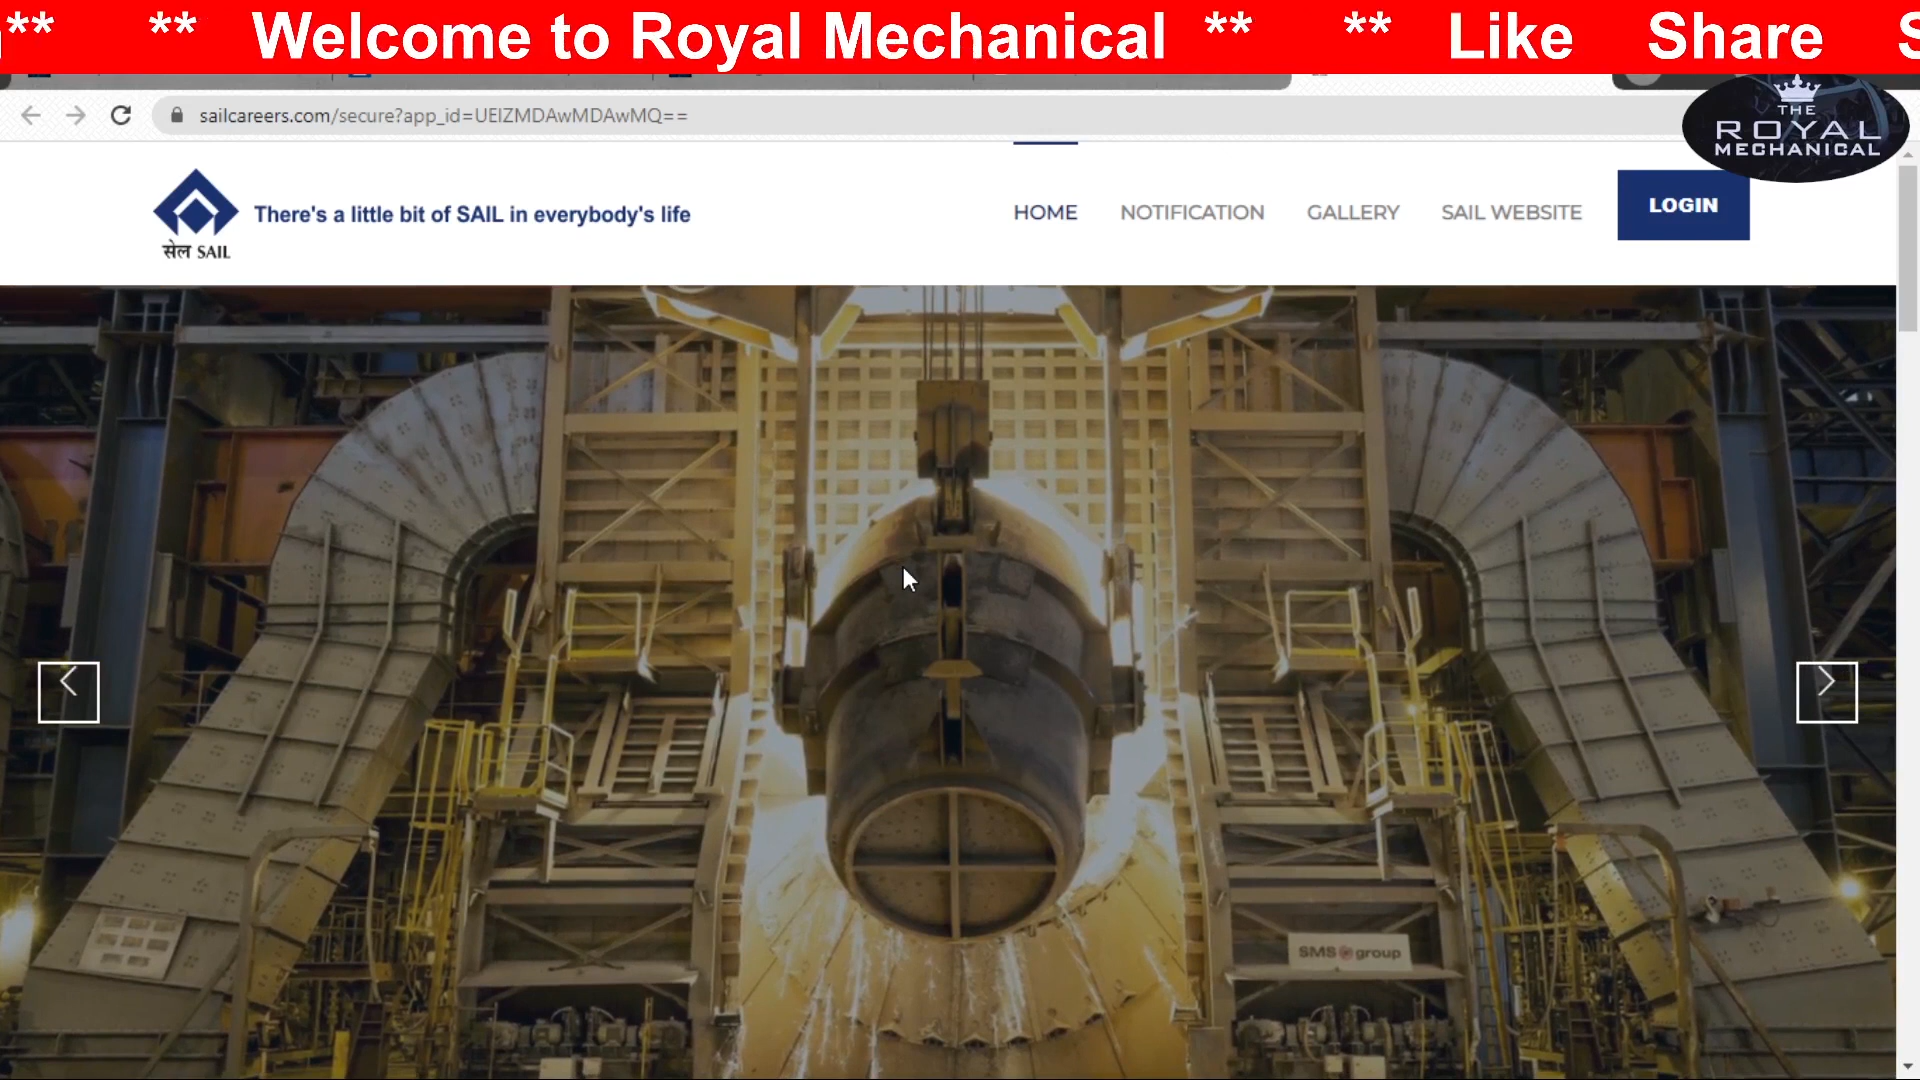 ** ** Welcome to Royal Mechanical ** ** Like Share
sailcareers.com/secure?app_id=UEIZMDAwMDAwMQ==
THE
ROYAL
MECHANICAL
There's a little bit of SAIL in everybody's life
सेल SAIL
HOME NOTIFICATION GALLERY SAIL WEBSITE LOGIN
SMS group